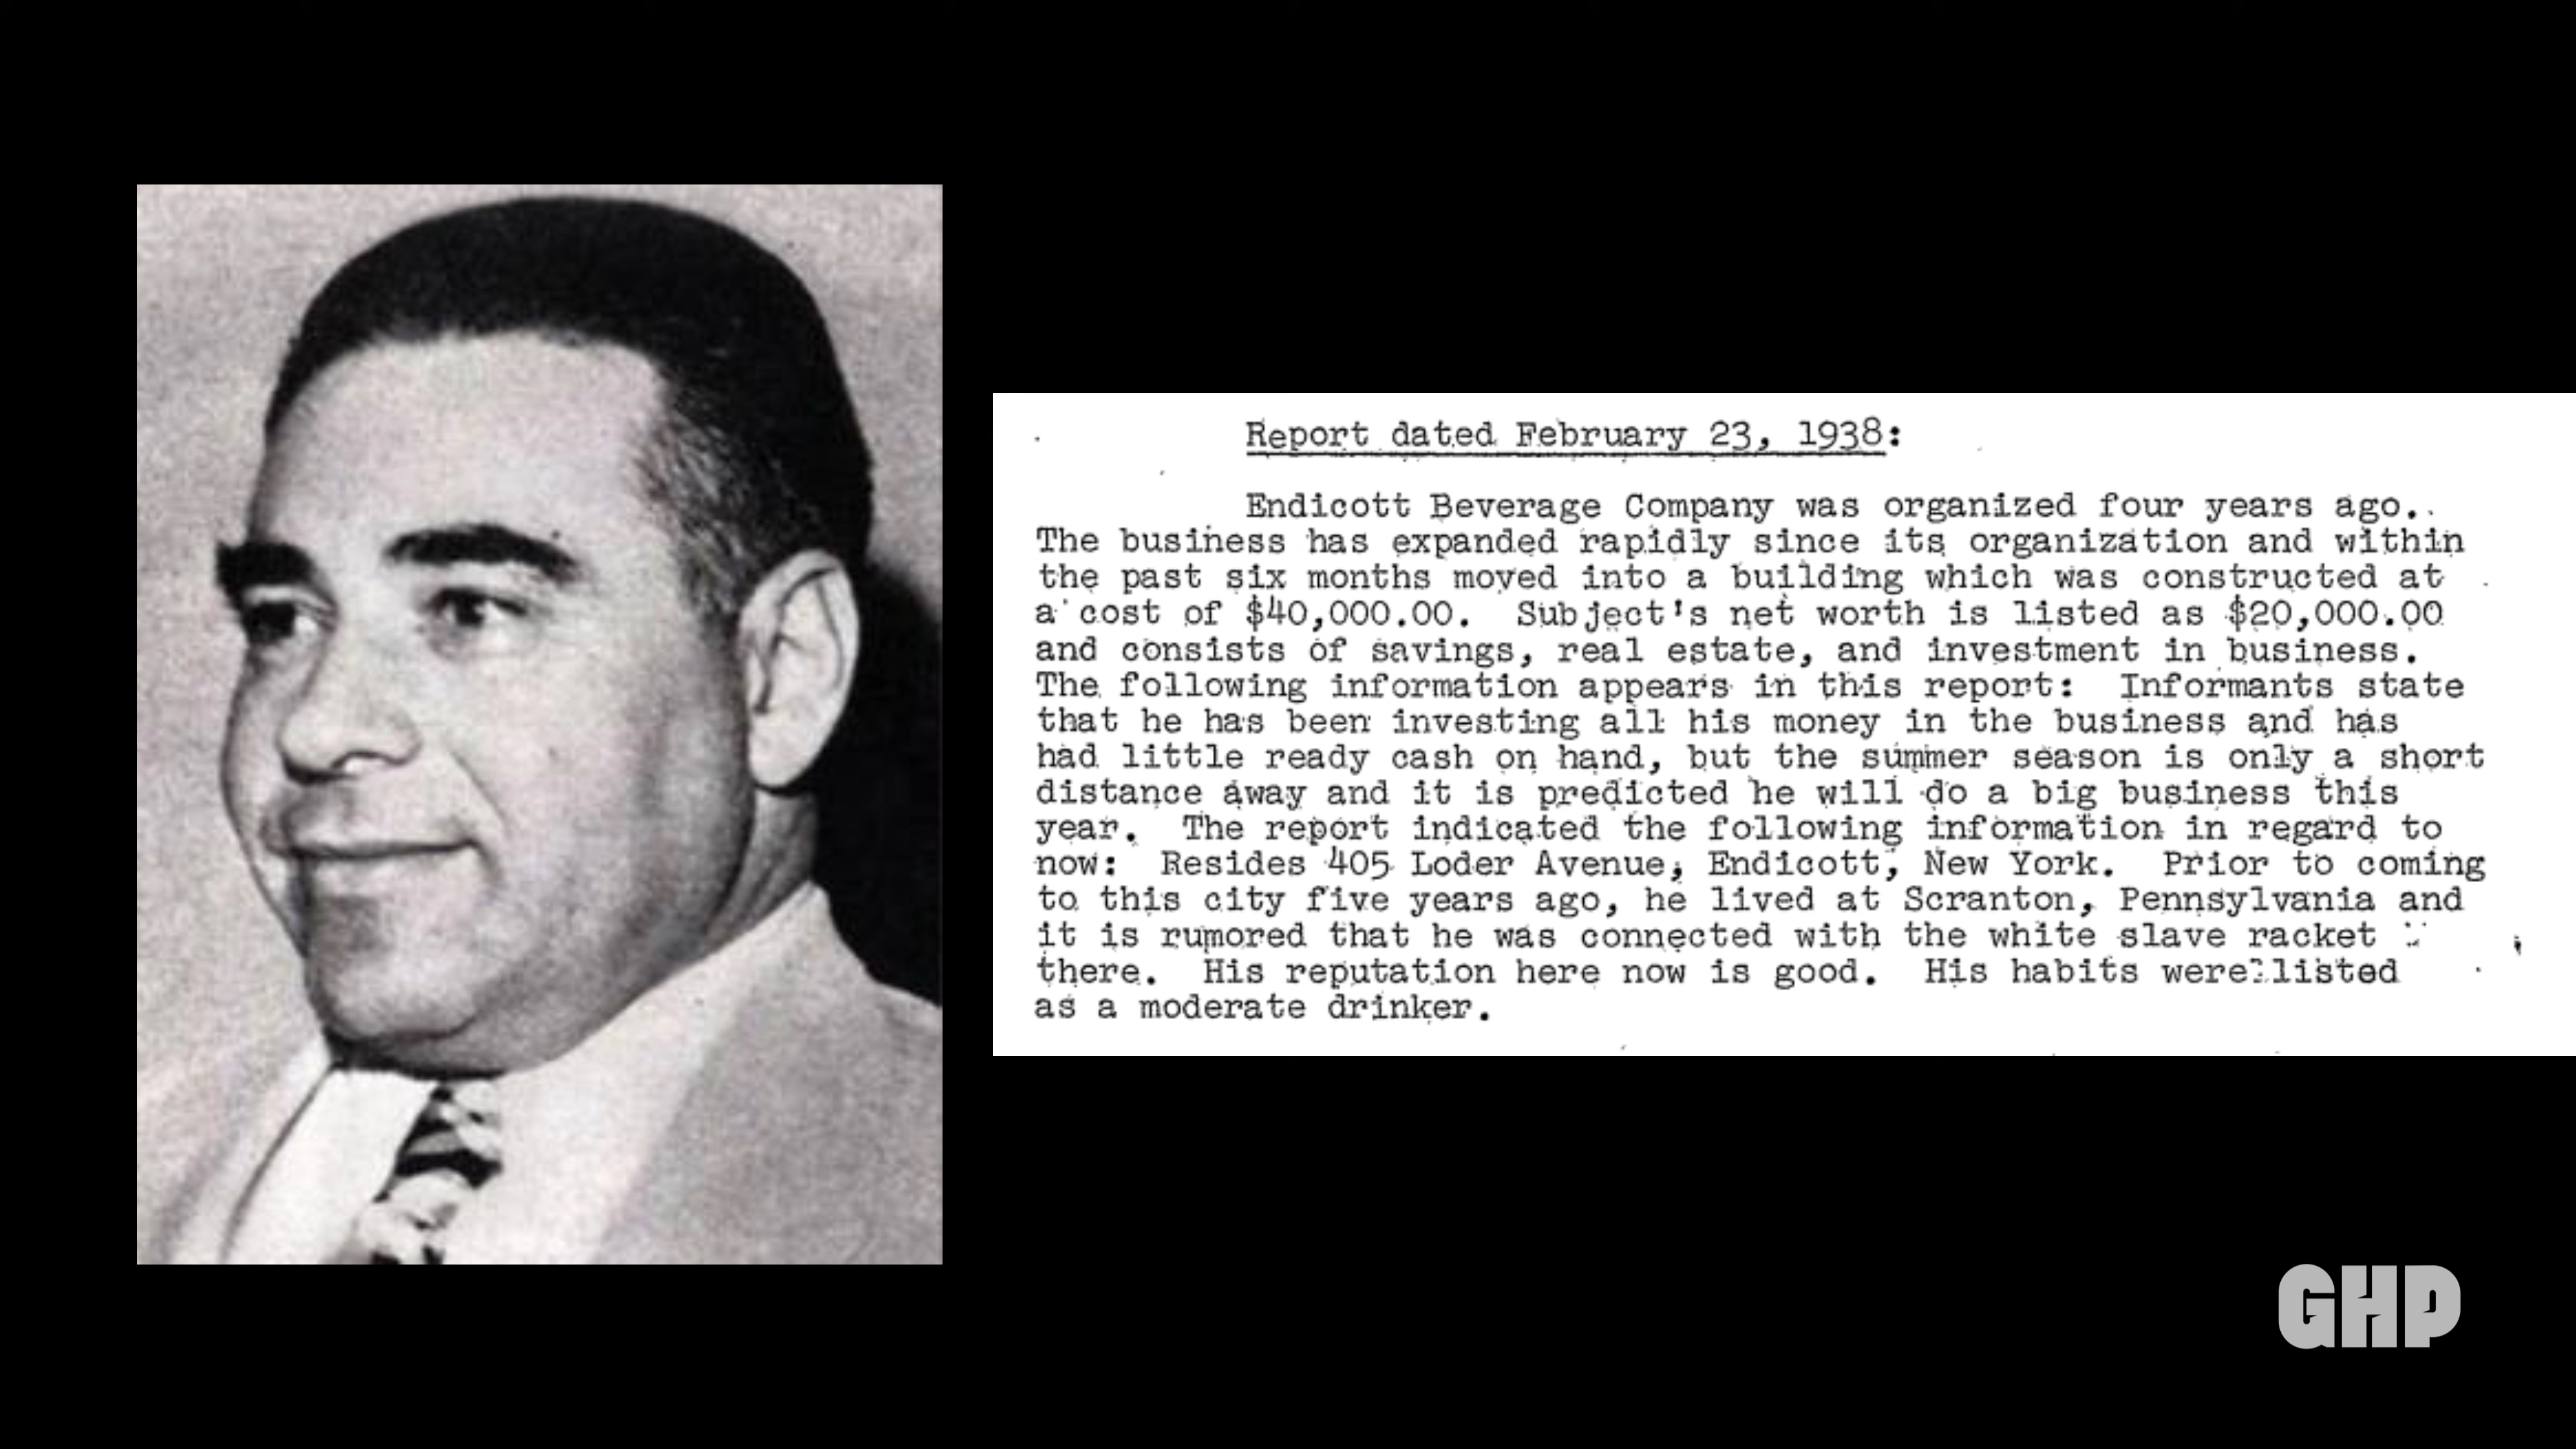 Report dated February 23, 1938:
Endicott Beverage Company was organized four years ago.
The business has expanded rapidly since its organization and within
the past six months moved into a building which was constructed at
a cost of $40,000.00. Subject's net worth is listed as $20,000.00
and consists of savings, real estate, and investment in business.
The following information appears in this report: Informants state
that he has been investing all his money in the business and has
had little ready cash on hand, but the summer season is only a short
distance away and it is predicted he will do a big business this
year. The report indicated the following information in regard to
now: Resides 405 Loder Avenue, Endicott, New York. Prior to coming
to this city five years ago, he lived at Scranton, Pennsylvania and
it is rumored that he was connected with the white slave racket
there. His reputation here now is good. His habits were listed
as a moderate drinker.
GHP